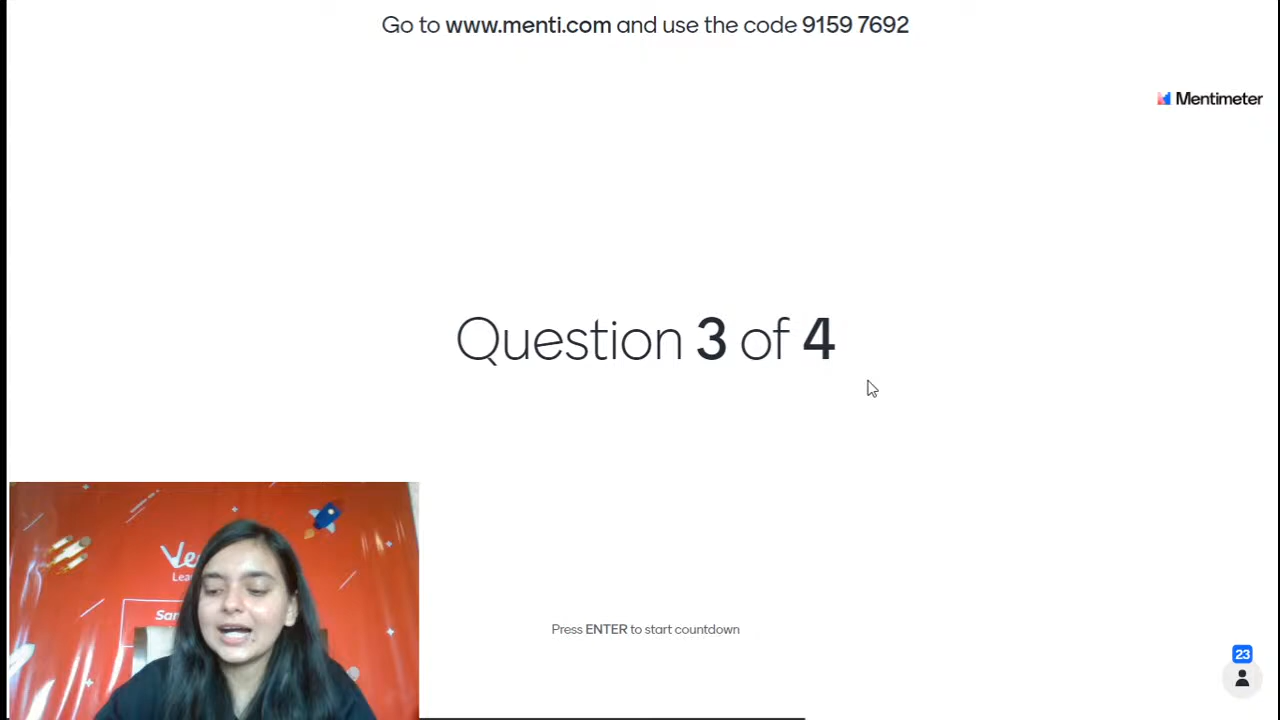 Go to www.menti.com and use the code 9159 7692
Mentimeter
Question 3 of 4
Press ENTER to start countdown
23